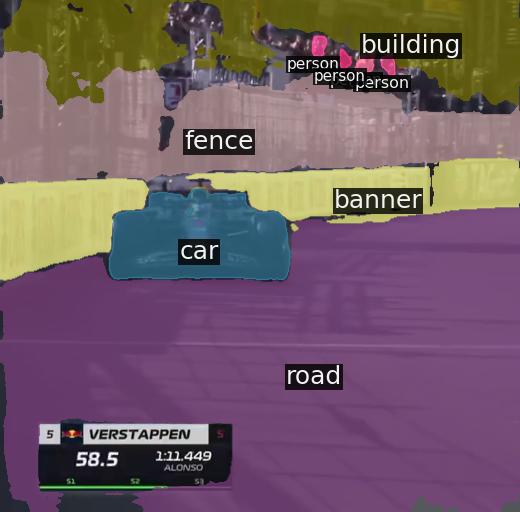 building
person
person
person
fence
banner
car
road
5 VERSTAPPEN 5
58.5 1:11.449
ALONSO
S1 S2 S3